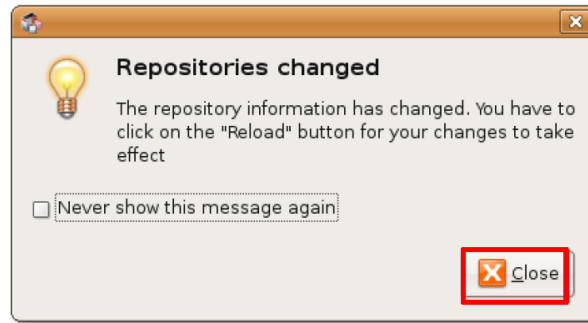 Repositories changed
The repository information has changed. You have to
click on the "Reload" button for your changes to take
effect
Never show this message again
Close